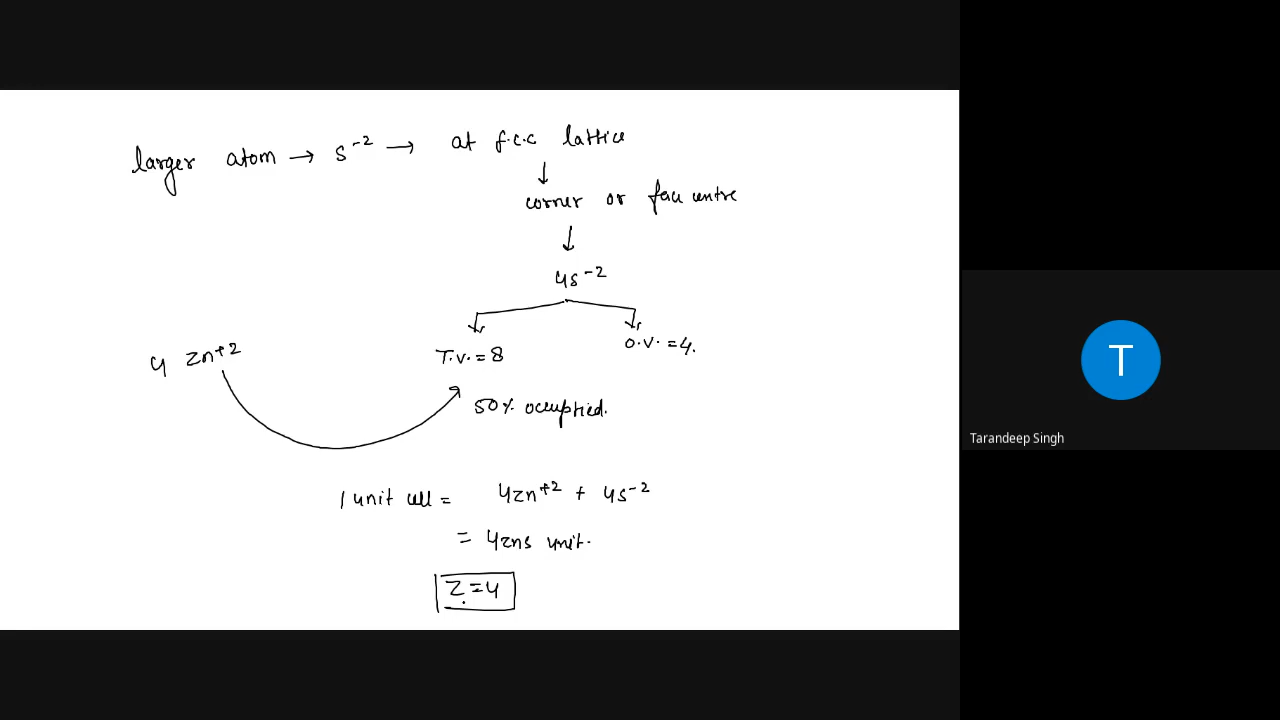 larger atom → S⁻² → at f.c.c lattice
↓
corner or face centre
↓
4S⁻²
T.V. = 8
O.V. = 4.
4 Zn⁺²
50% occupied.
1 unit cell = 4Zn⁺² + 4S⁻²
= 4ZnS unit.
Z = 4
T
Tarandeep Singh